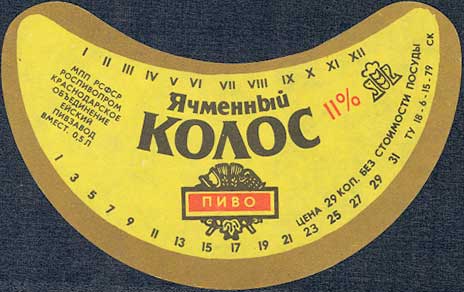 I II III IV V VI VII VIII IX X XI XII
МПП РСФСР
РОСПИВОПРОМ
КРАСНОДАРСКОЕ
ОБЪЕДИНЕНИЕ
ЕЙСКИЙ
ПИВЗАВОД
ВМЕСТ. 0.5 Л
Ячменный
КОЛОС
11%
ПИВО
ЦЕНА 29 КОП. БЕЗ СТОИМОСТИ ПОСУДЫ
ТУ 18-6-15-79 СК
1 3 5 7 9 11 13 15 17 19 21 23 25 27 29 31